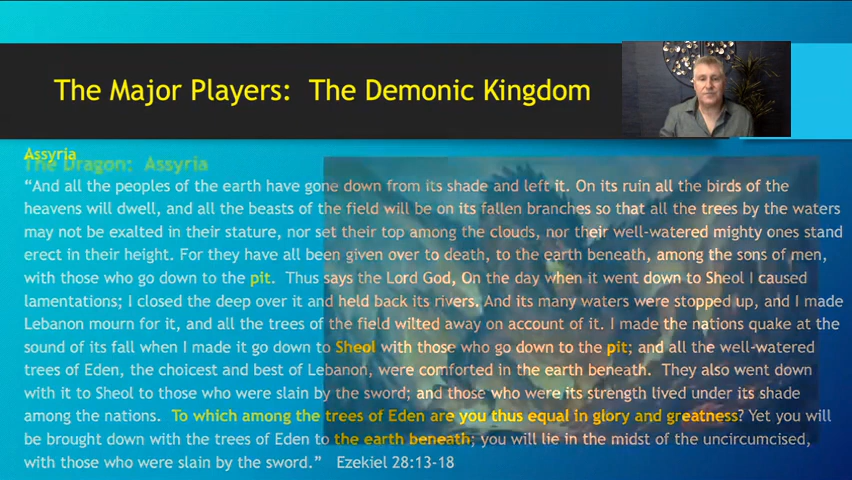 The Major Players:  The Demonic Kingdom
Assyria
The Dragon:  Assyria
“And all the peoples of the earth have gone down from its shade and left it. On its ruin all the birds of the
heavens will dwell, and all the beasts of the field will be on its fallen branches so that all the trees by the waters
may not be exalted in their stature, nor set their top among the clouds, nor their well-watered mighty ones stand
erect in their height. For they have all been given over to death, to the earth beneath, among the sons of men,
with those who go down to the pit.  Thus says the Lord God, On the day when it went down to Sheol I caused
lamentations; I closed the deep over it and held back its rivers. And its many waters were stopped up, and I made
Lebanon mourn for it, and all the trees of the field wilted away on account of it. I made the nations quake at the
sound of its fall when I made it go down to Sheol with those who go down to the pit; and all the well-watered
trees of Eden, the choicest and best of Lebanon, were comforted in the earth beneath.  They also went down
with it to Sheol to those who were slain by the sword; and those who were its strength lived under its shade
among the nations.  To which among the trees of Eden are you thus equal in glory and greatness? Yet you will
be brought down with the trees of Eden to the earth beneath; you will lie in the midst of the uncircumcised,
with those who were slain by the sword.”   Ezekiel 28:13-18